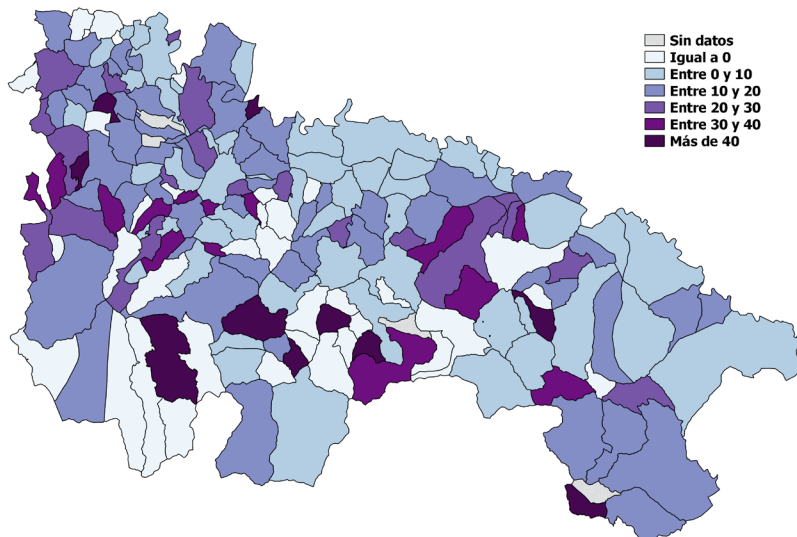 Sin datos
Igual a 0
Entre 0 y 10
Entre 10 y 20
Entre 20 y 30
Entre 30 y 40
Más de 40